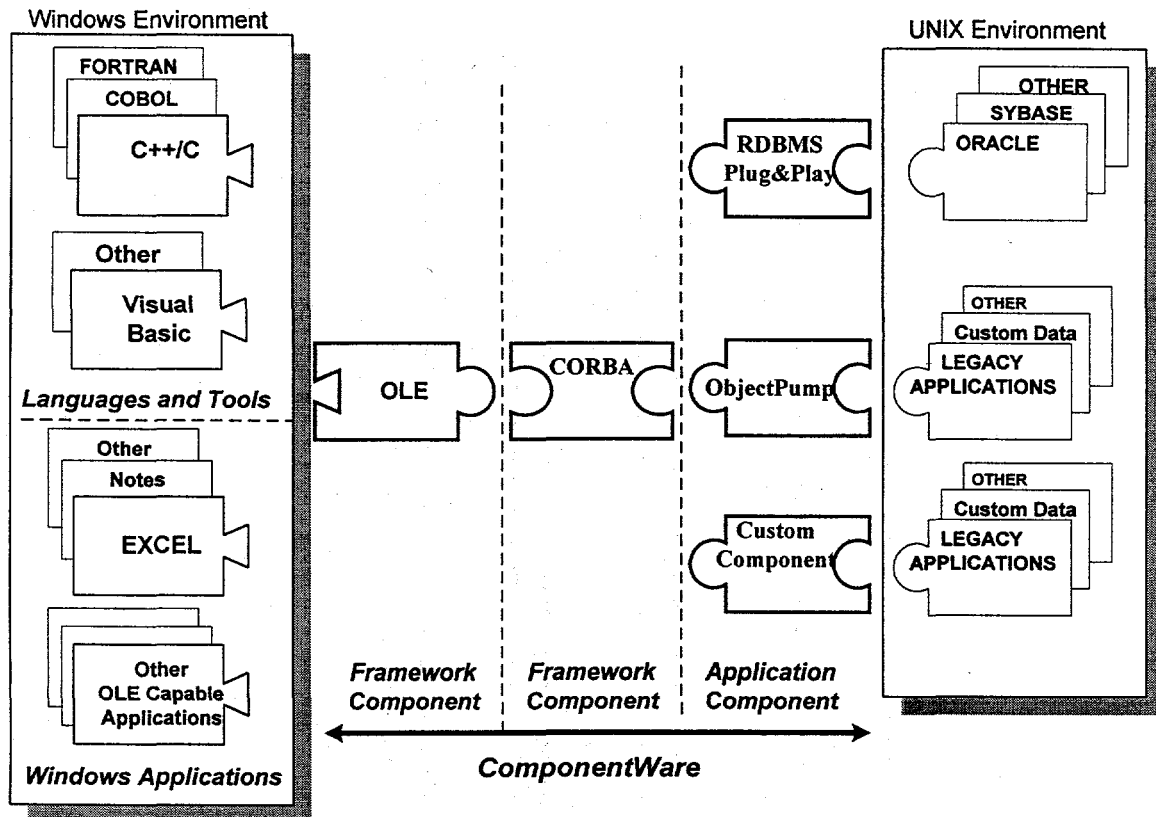 Windows Environment
FORTRAN
COBOL
C++/C
Other
Visual
Basic
Languages and Tools
Other
Notes
EXCEL
Other
OLE Capable
Applications
Windows Applications
OLE
CORBA
RDBMS
Plug&Play
ObjectPump
Custom
Component
Framework
Component
Framework
Component
Application
Component
ComponentWare
UNIX Environment
OTHER
SYBASE
ORACLE
OTHER
Custom Data
LEGACY
APPLICATIONS
OTHER
Custom Data
LEGACY
APPLICATIONS